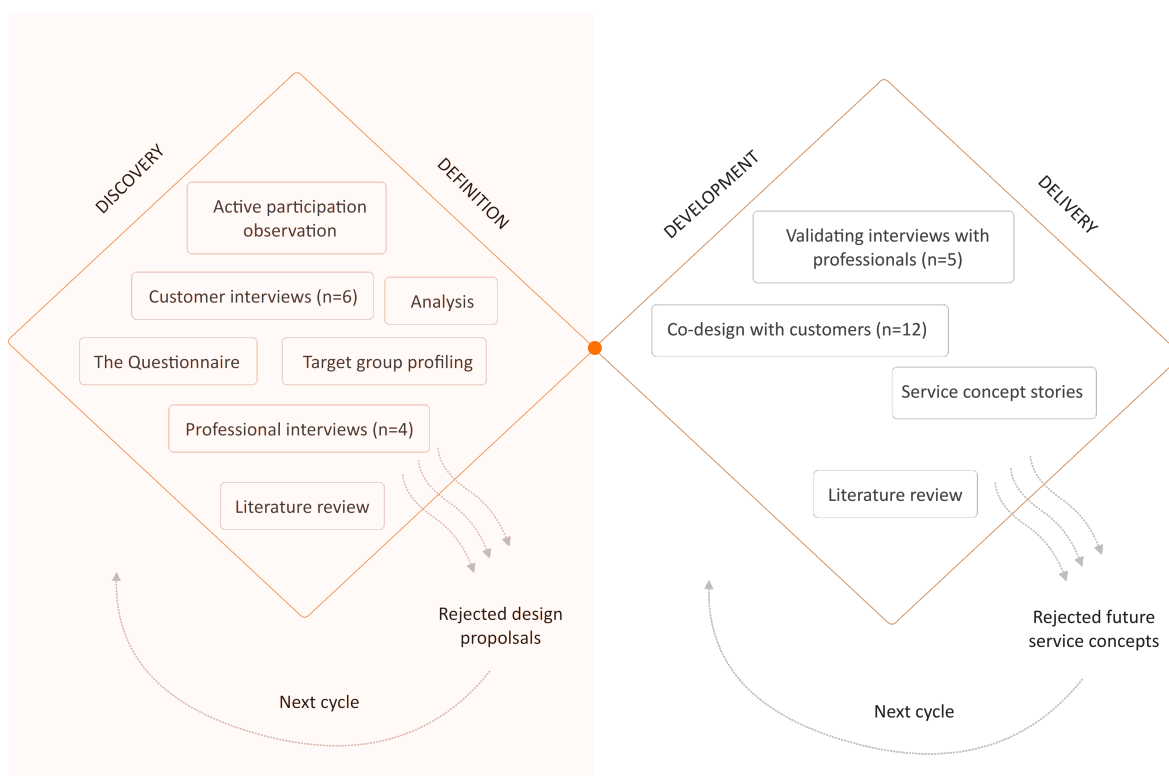 DISCOVERY
DEFINITION
Active participation
observation
Customer interviews (n=6)
Analysis
The Questionnaire
Target group profiling
Professional interviews (n=4)
Literature review
Rejected design
propolsals
Next cycle
DEVELOPMENT
DELIVERY
Validating interviews with
professionals (n=5)
Co-design with customers (n=12)
Service concept stories
Literature review
Rejected future
service concepts
Next cycle